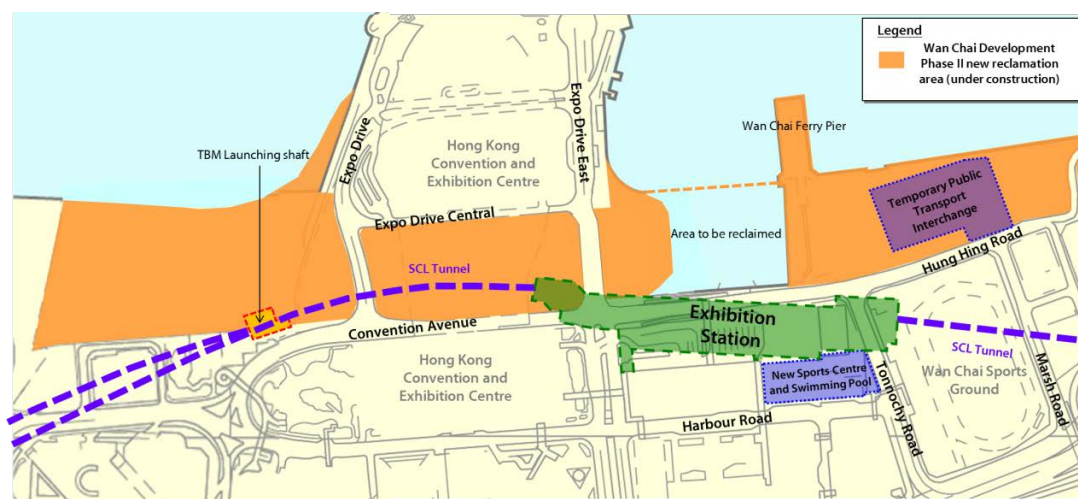 Legend
Wan Chai Development
Phase II new reclamation
area (under construction)
Expo Drive
Expo Drive East
Wan Chai Ferry Pier
TBM Launching shaft
Hong Kong
Convention and
Exhibition Centre
Temporary Public
Transport
Interchange
Expo Drive Central
Area to be reclaimed
Hung Hing Road
SCL Tunnel
Convention Avenue
Exhibition
Station
SCL Tunnel
Hong Kong
Convention and
Exhibition Centre
New Sports Centre
and Swimming Pool
Wan Chai Sports
Ground
Tonnochy Road
Marsh Road
Harbour Road